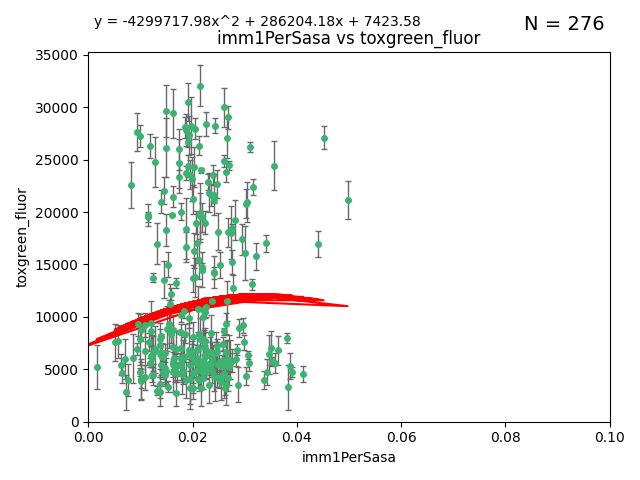 y = -4299717.98x^2 + 286204.18x + 7423.58
N = 276
imm1PerSasa vs toxgreen_fluor
35000
30000
25000
20000
15000
10000
5000
0
toxgreen_fluor
0.00
0.02
0.04
0.06
0.08
0.10
imm1PerSasa